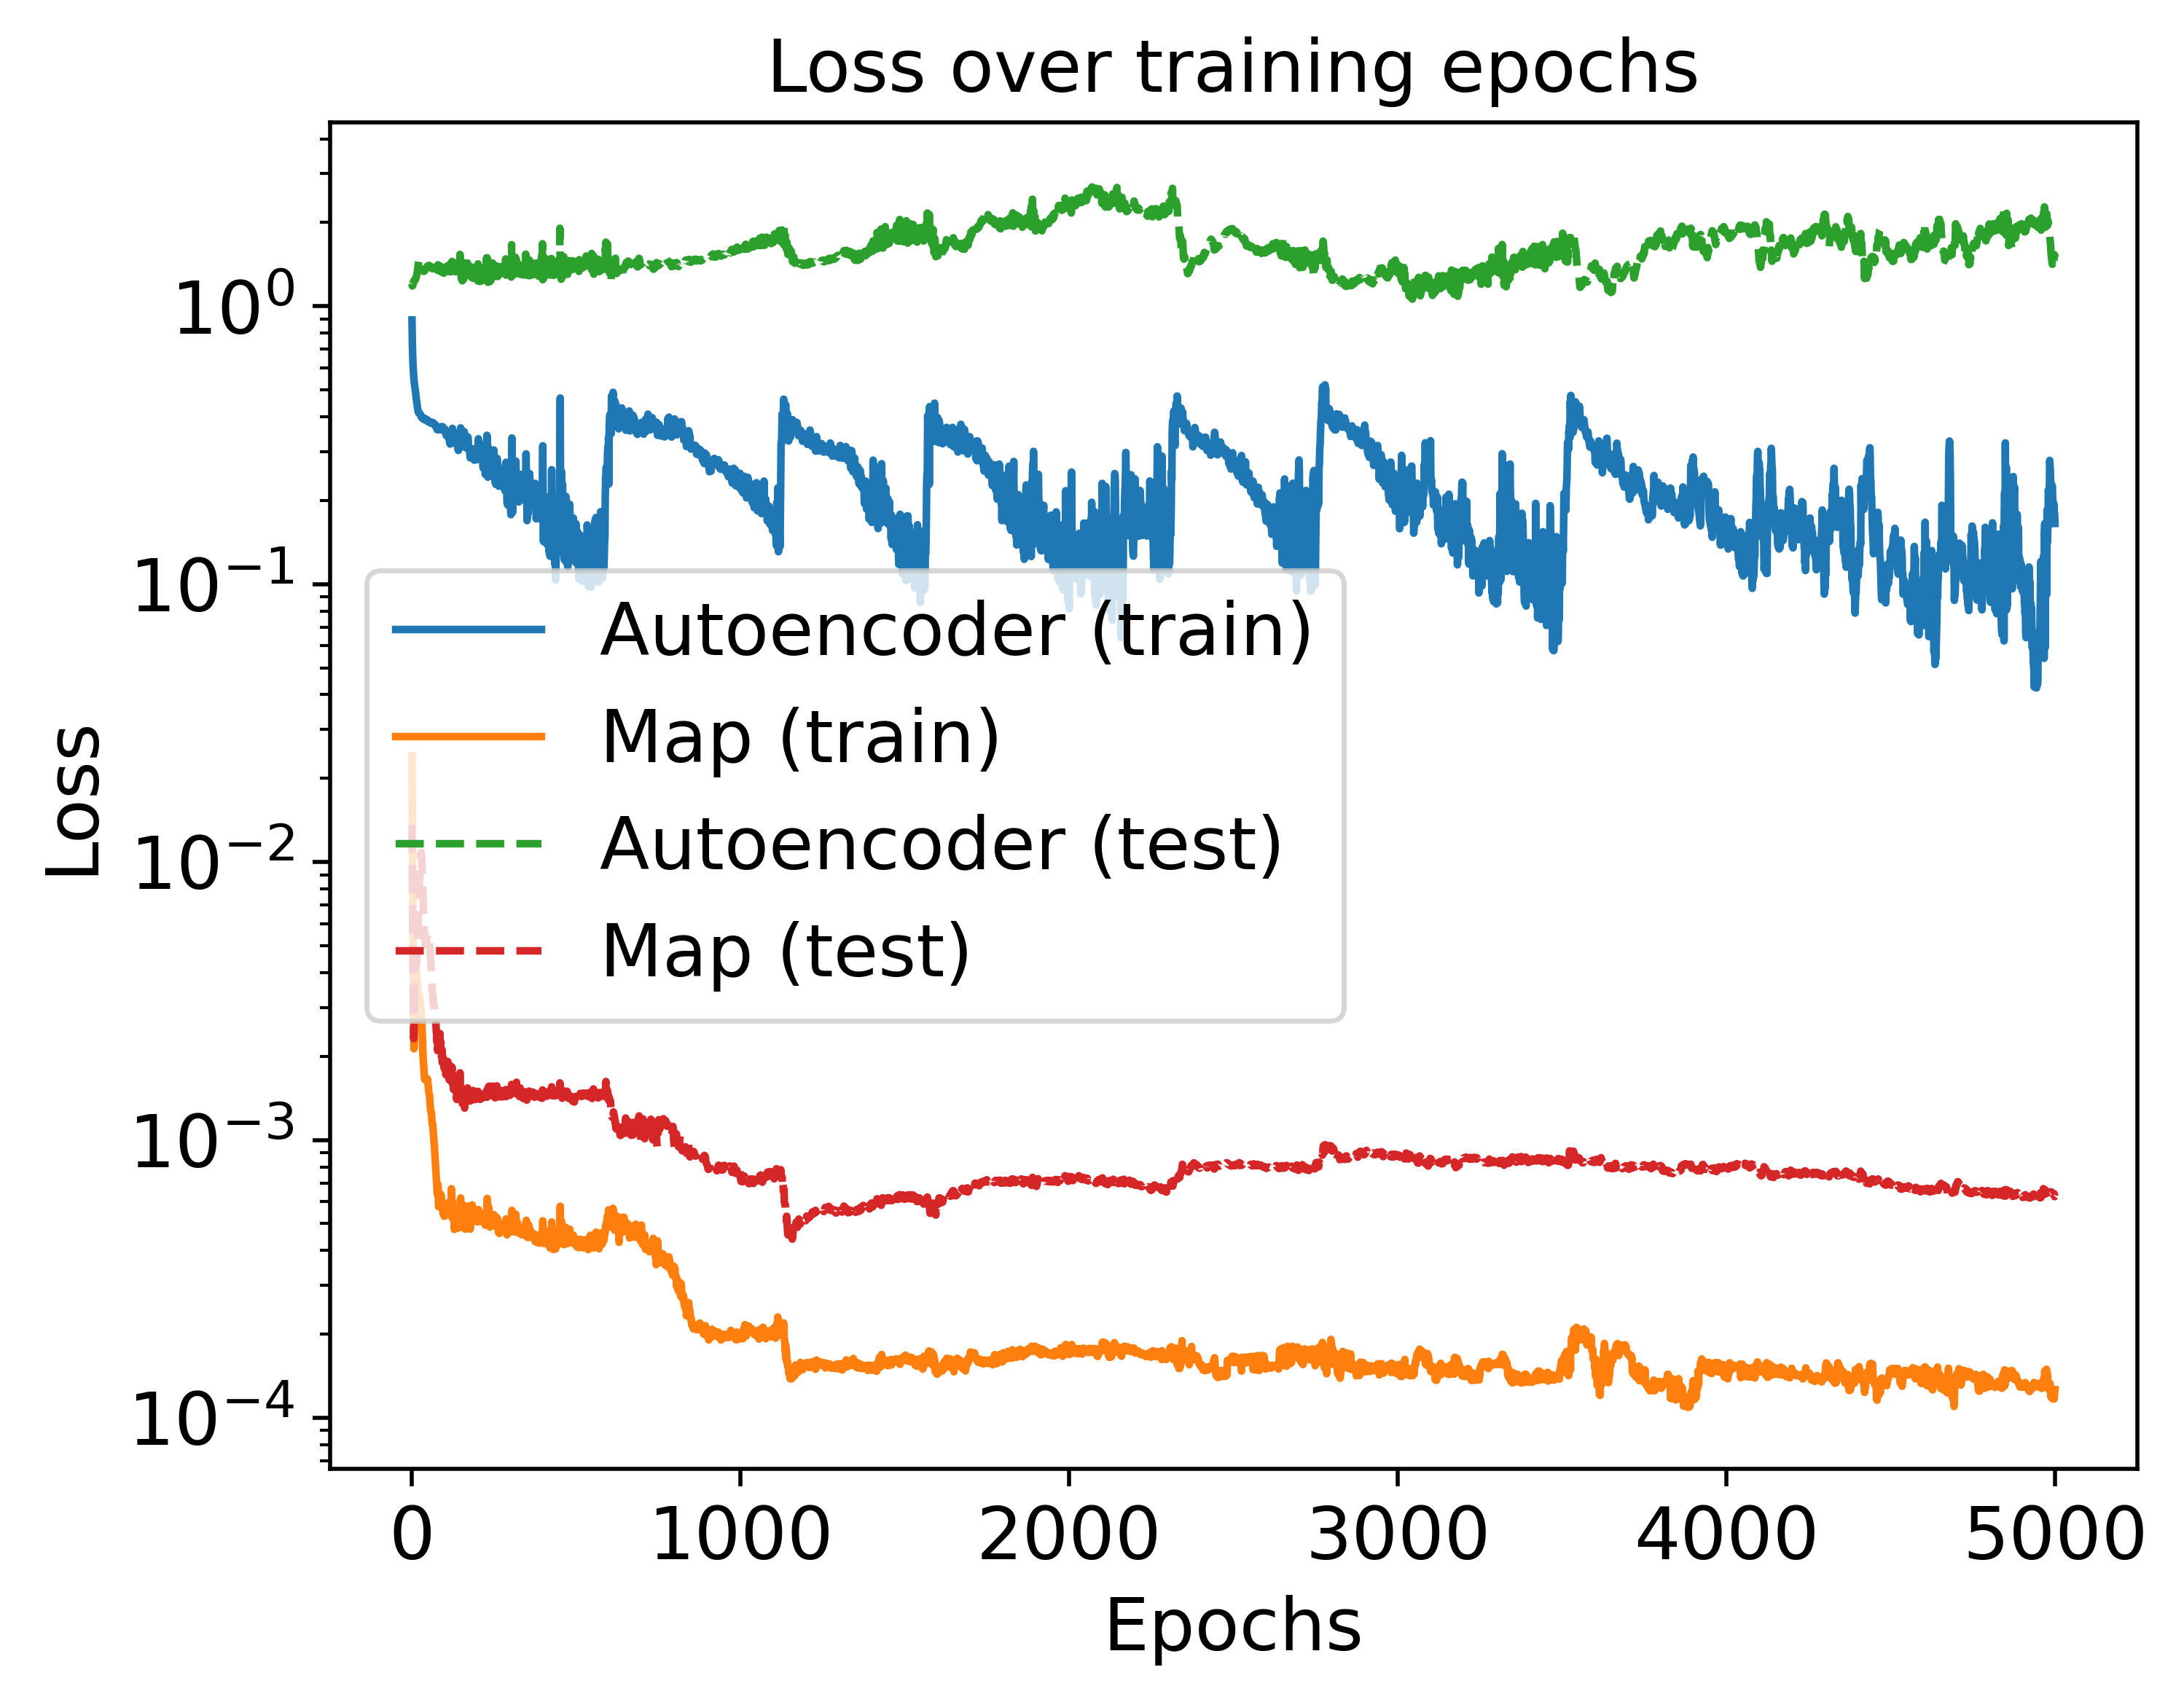 Loss over training epochs
10⁰
10⁻¹
10⁻²
10⁻³
10⁻⁴
Loss
Autoencoder (train)
Map (train)
Autoencoder (test)
Map (test)
0 1000 2000 3000 4000 5000
Epochs